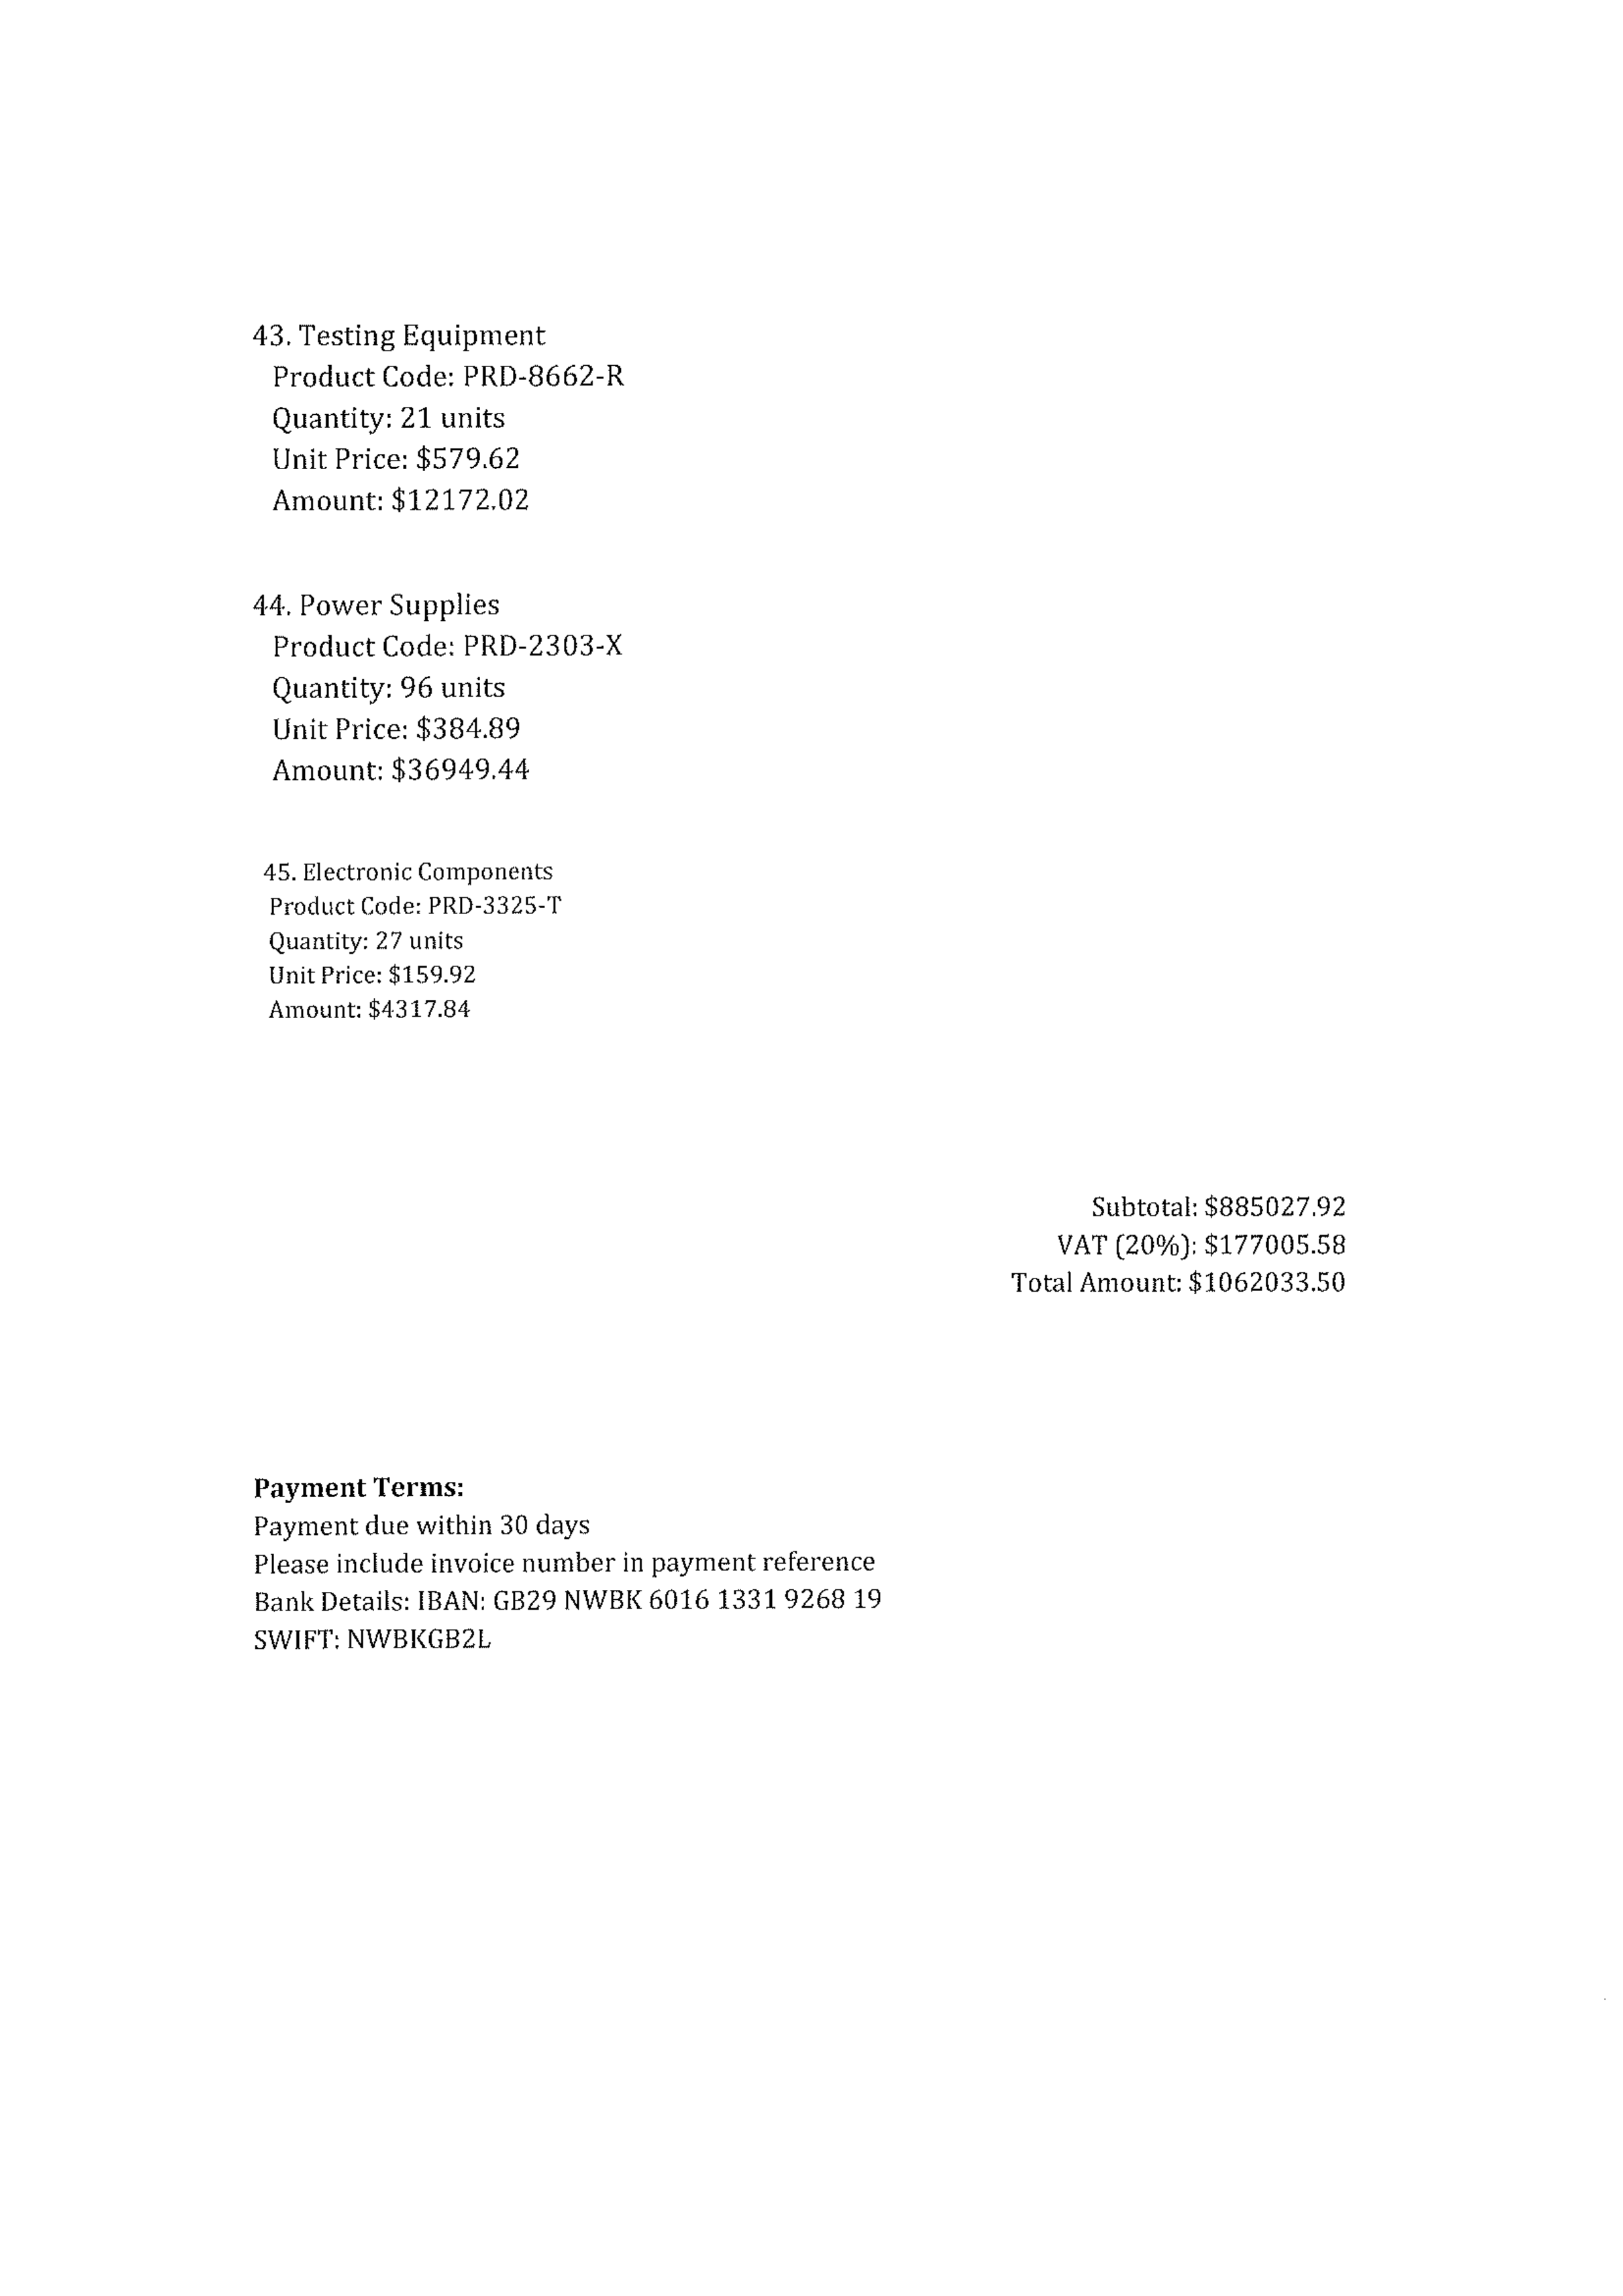 43. Testing Equipment
Product Code: PRD-8662-R
Quantity: 21 units
Unit Price: $579.62
Amount: $12172.02
44. Power Supplies
Product Code: PRD-2303-X
Quantity: 96 units
Unit Price: $384.89
Amount: $36949.44
45. Electronic Components
Product Code: PRD-3325-T
Quantity: 27 units
Unit Price: $159.92
Amount: $4317.84
Subtotal: $885027.92
VAT (20%): $177005.58
Total Amount: $1062033.50
Payment Terms:
Payment due within 30 days
Please include invoice number in payment reference
Bank Details: IBAN: GB29 NWBK 6016 1331 9268 19
SWIFT: NWBKGB2L